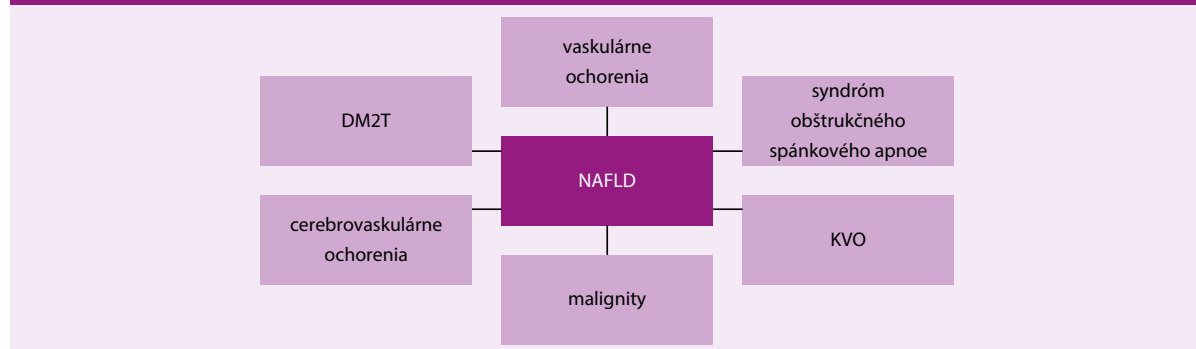 vaskulárne
ochorenia
DM2T
syndróm
obštrukčného
spánkového apnoe
NAFLD
cerebrovaskulárne
ochorenia
KVO
malignity